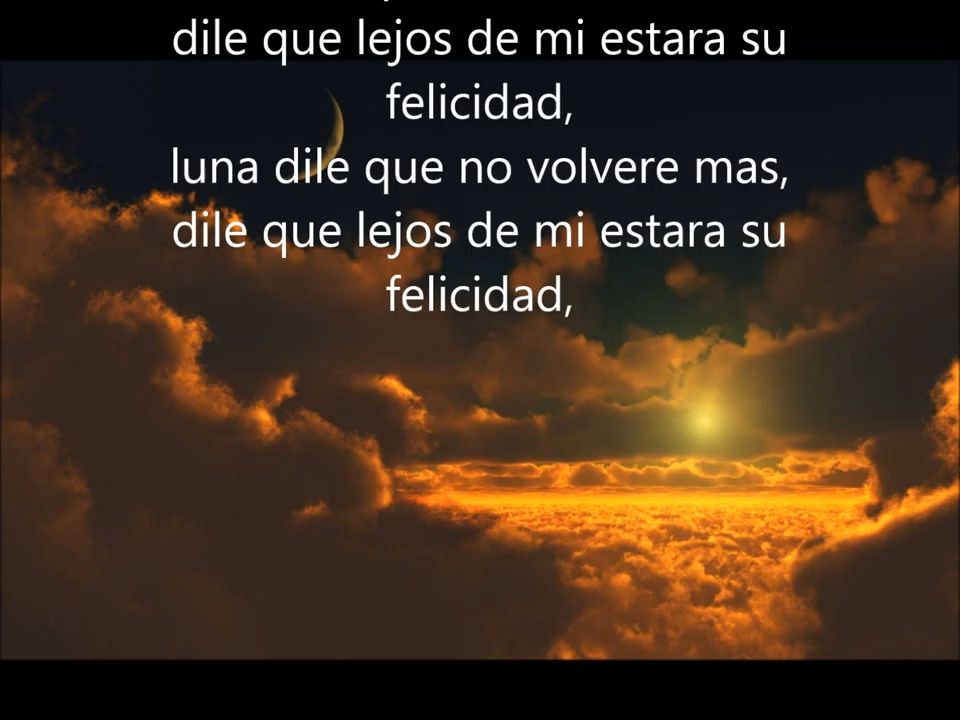 dile que lejos de mi estara su
felicidad,
luna dile que no volvere mas,
dile que lejos de mi estara su
felicidad,